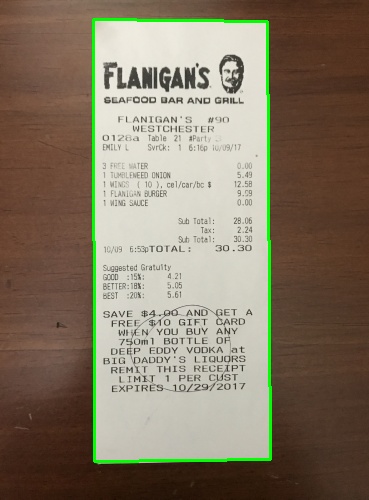 FLANIGAN'S
SEAFOOD BAR AND GRILL
FLANIGAN'S #90
WESTCHESTER
0128a Table 21 #Party
EMILY L SvrCk: 1 6:16p 10/09/17
3 FREE WATER 0.00
1 TUMBLEWEED ONION 5.49
1 WINGS ( 10 ), cel/car/bc $ 12.58
1 FLANIGAN BURGER 9.99
1 WING SAUCE 0.00
Sub Total: 28.06
Tax: 2.24
Sub Total: 30.30
10/09 6:53p TOTAL: 30.30
Suggested Gratuity
GOOD :15%: 4.21
BETTER:18%: 5.05
BEST :20%: 5.61
SAVE $4.00 AND GET A
FREE $10 GIFT CARD
WHEN YOU BUY ANY
750ml BOTTLE OF
DEEP EDDY VODKA at
BIG DADDY'S LIQUORS
REMIT THIS RECEIPT
LIMIT 1 PER CUST
EXPIRES 10/29/2017